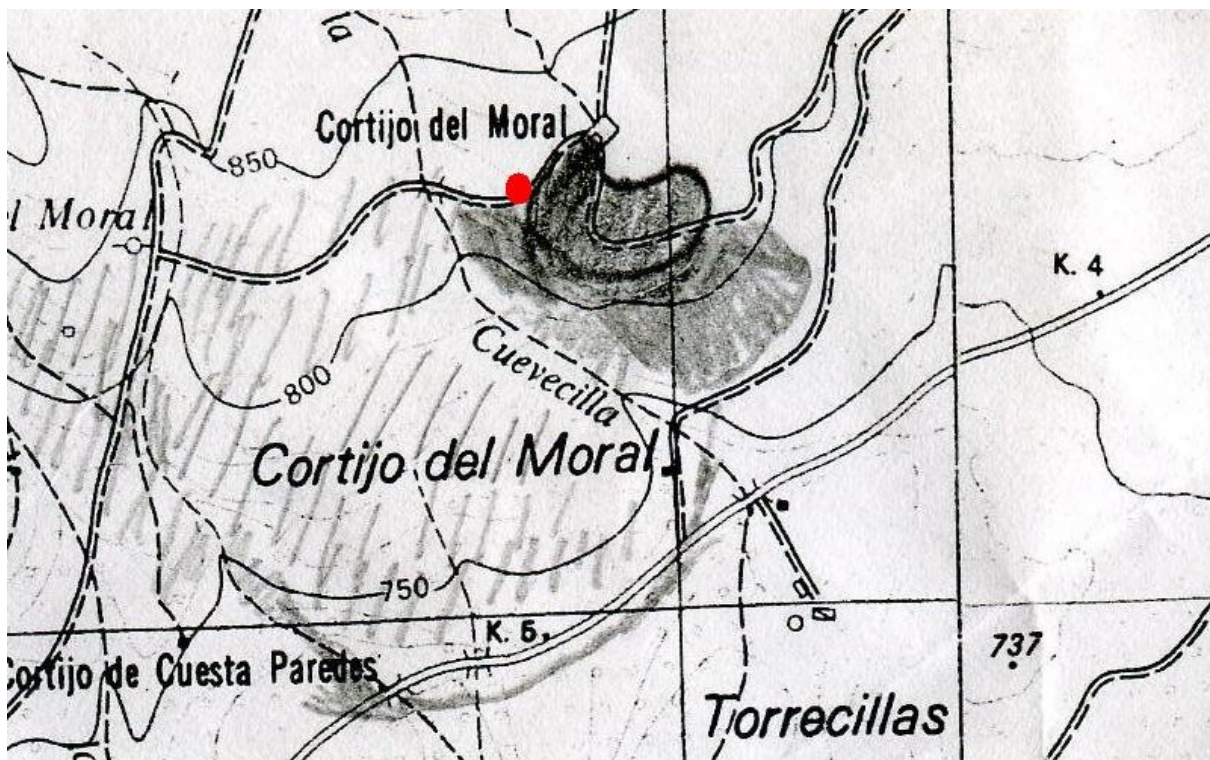 la
Cortijo del Moral
850
l Moral
K. 4
Cuevecilla
800
Cortijo del Moral
750
K. 5
737
Cortijo de Cuesta Paredes
Torrecillas